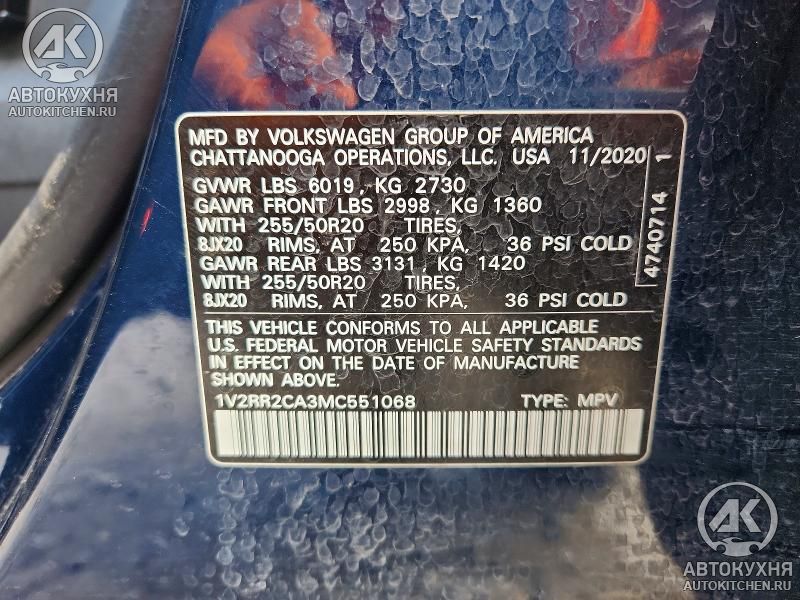 АВТОКУХНЯ
AUTOKITCHEN.RU
MFD BY VOLKSWAGEN GROUP OF AMERICA
CHATTANOOGA OPERATIONS, LLC. USA 11/2020
GVWR LBS 6019, KG 2730
GAWR FRONT LBS 2998, KG 1360
WITH 255/50R20 TIRES,
8JX20 RIMS, AT 250 KPA, 36 PSI COLD
GAWR REAR LBS 3131, KG 1420
WITH 255/50R20 TIRES,
8JX20 RIMS, AT 250 KPA, 36 PSI COLD
4740714 1
THIS VEHICLE CONFORMS TO ALL APPLICABLE
U.S. FEDERAL MOTOR VEHICLE SAFETY STANDARDS
IN EFFECT ON THE DATE OF MANUFACTURE
SHOWN ABOVE.
1V2RR2CA3MC551068 TYPE: MPV
АВТОКУХНЯ
AUTOKITCHEN.RU